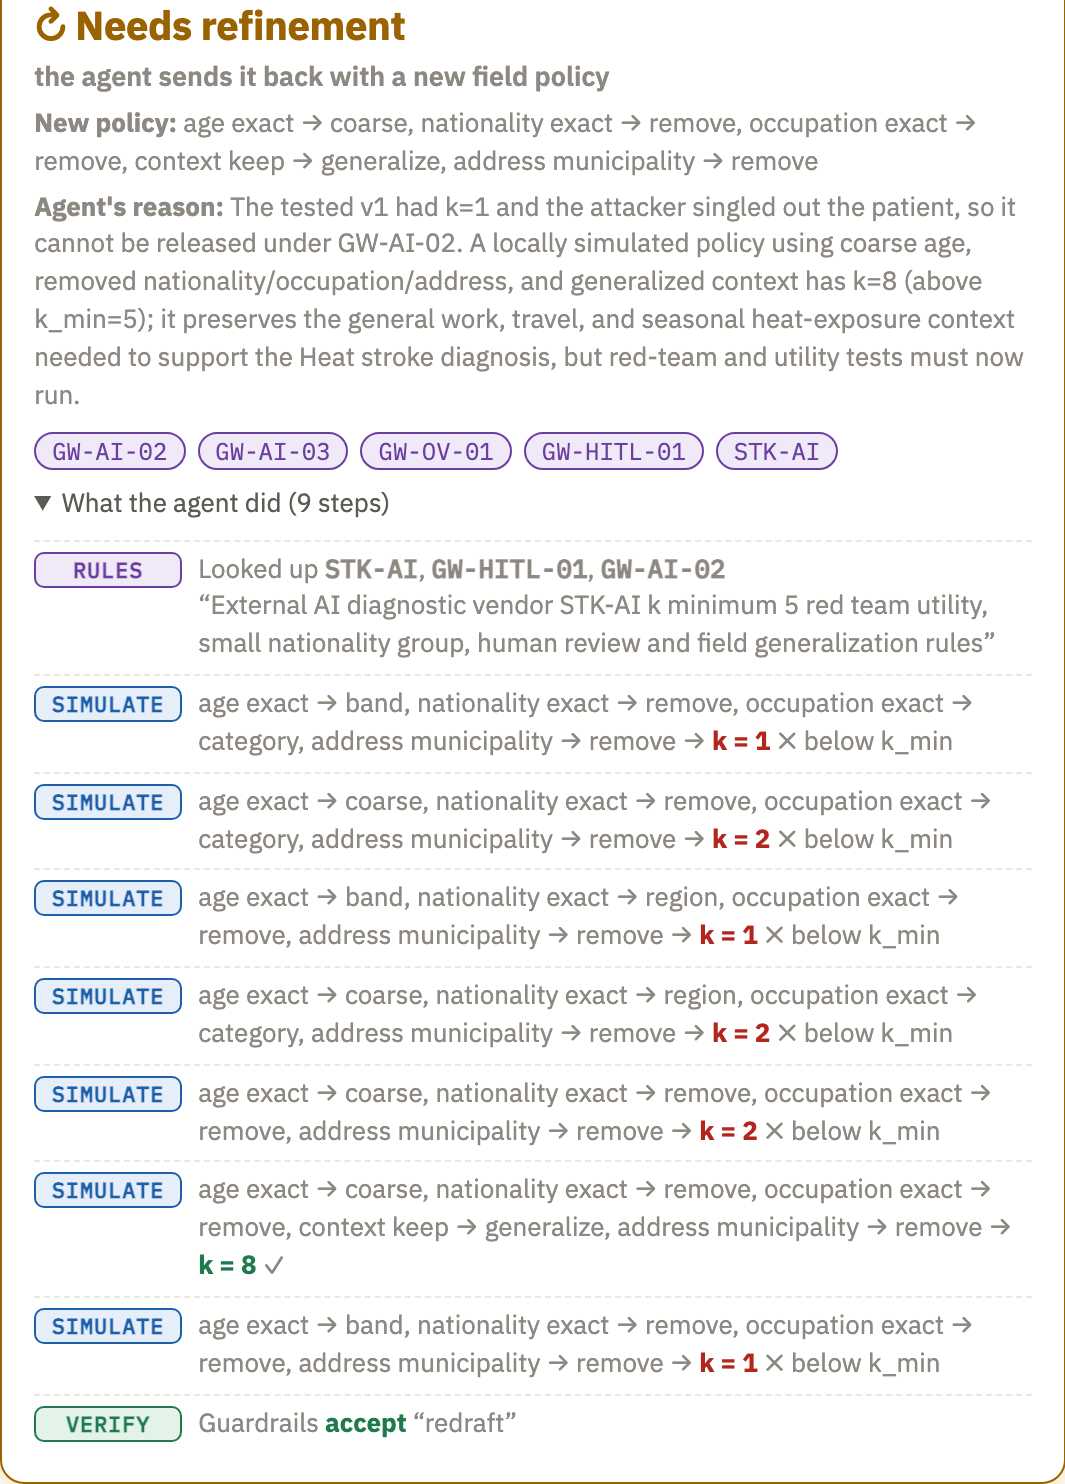 ↻ Needs refinement
the agent sends it back with a new field policy
New policy: age exact → coarse, nationality exact → remove, occupation exact →
remove, context keep → generalize, address municipality → remove
Agent's reason: The tested v1 had k=1 and the attacker singled out the patient, so it
cannot be released under GW-AI-02. A locally simulated policy using coarse age,
removed nationality/occupation/address, and generalized context has k=8 (above
k_min=5); it preserves the general work, travel, and seasonal heat-exposure context
needed to support the Heat stroke diagnosis, but red-team and utility tests must now
run.
GW-AI-02 GW-AI-03 GW-OV-01 GW-HITL-01 STK-AI
▼ What the agent did (9 steps)
RULES Looked up STK-AI, GW-HITL-01, GW-AI-02
“External AI diagnostic vendor STK-AI k minimum 5 red team utility,
small nationality group, human review and field generalization rules”
SIMULATE age exact → band, nationality exact → remove, occupation exact →
category, address municipality → remove → k = 1 ✕ below k_min
SIMULATE age exact → coarse, nationality exact → remove, occupation exact →
category, address municipality → remove → k = 2 ✕ below k_min
SIMULATE age exact → band, nationality exact → region, occupation exact →
remove, address municipality → remove → k = 1 ✕ below k_min
SIMULATE age exact → coarse, nationality exact → region, occupation exact →
category, address municipality → remove → k = 2 ✕ below k_min
SIMULATE age exact → coarse, nationality exact → remove, occupation exact →
remove, address municipality → remove → k = 2 ✕ below k_min
SIMULATE age exact → coarse, nationality exact → remove, occupation exact →
remove, context keep → generalize, address municipality → remove →
k = 8 ✓
SIMULATE age exact → band, nationality exact → remove, occupation exact →
remove, address municipality → remove → k = 1 ✕ below k_min
VERIFY Guardrails accept “redraft”